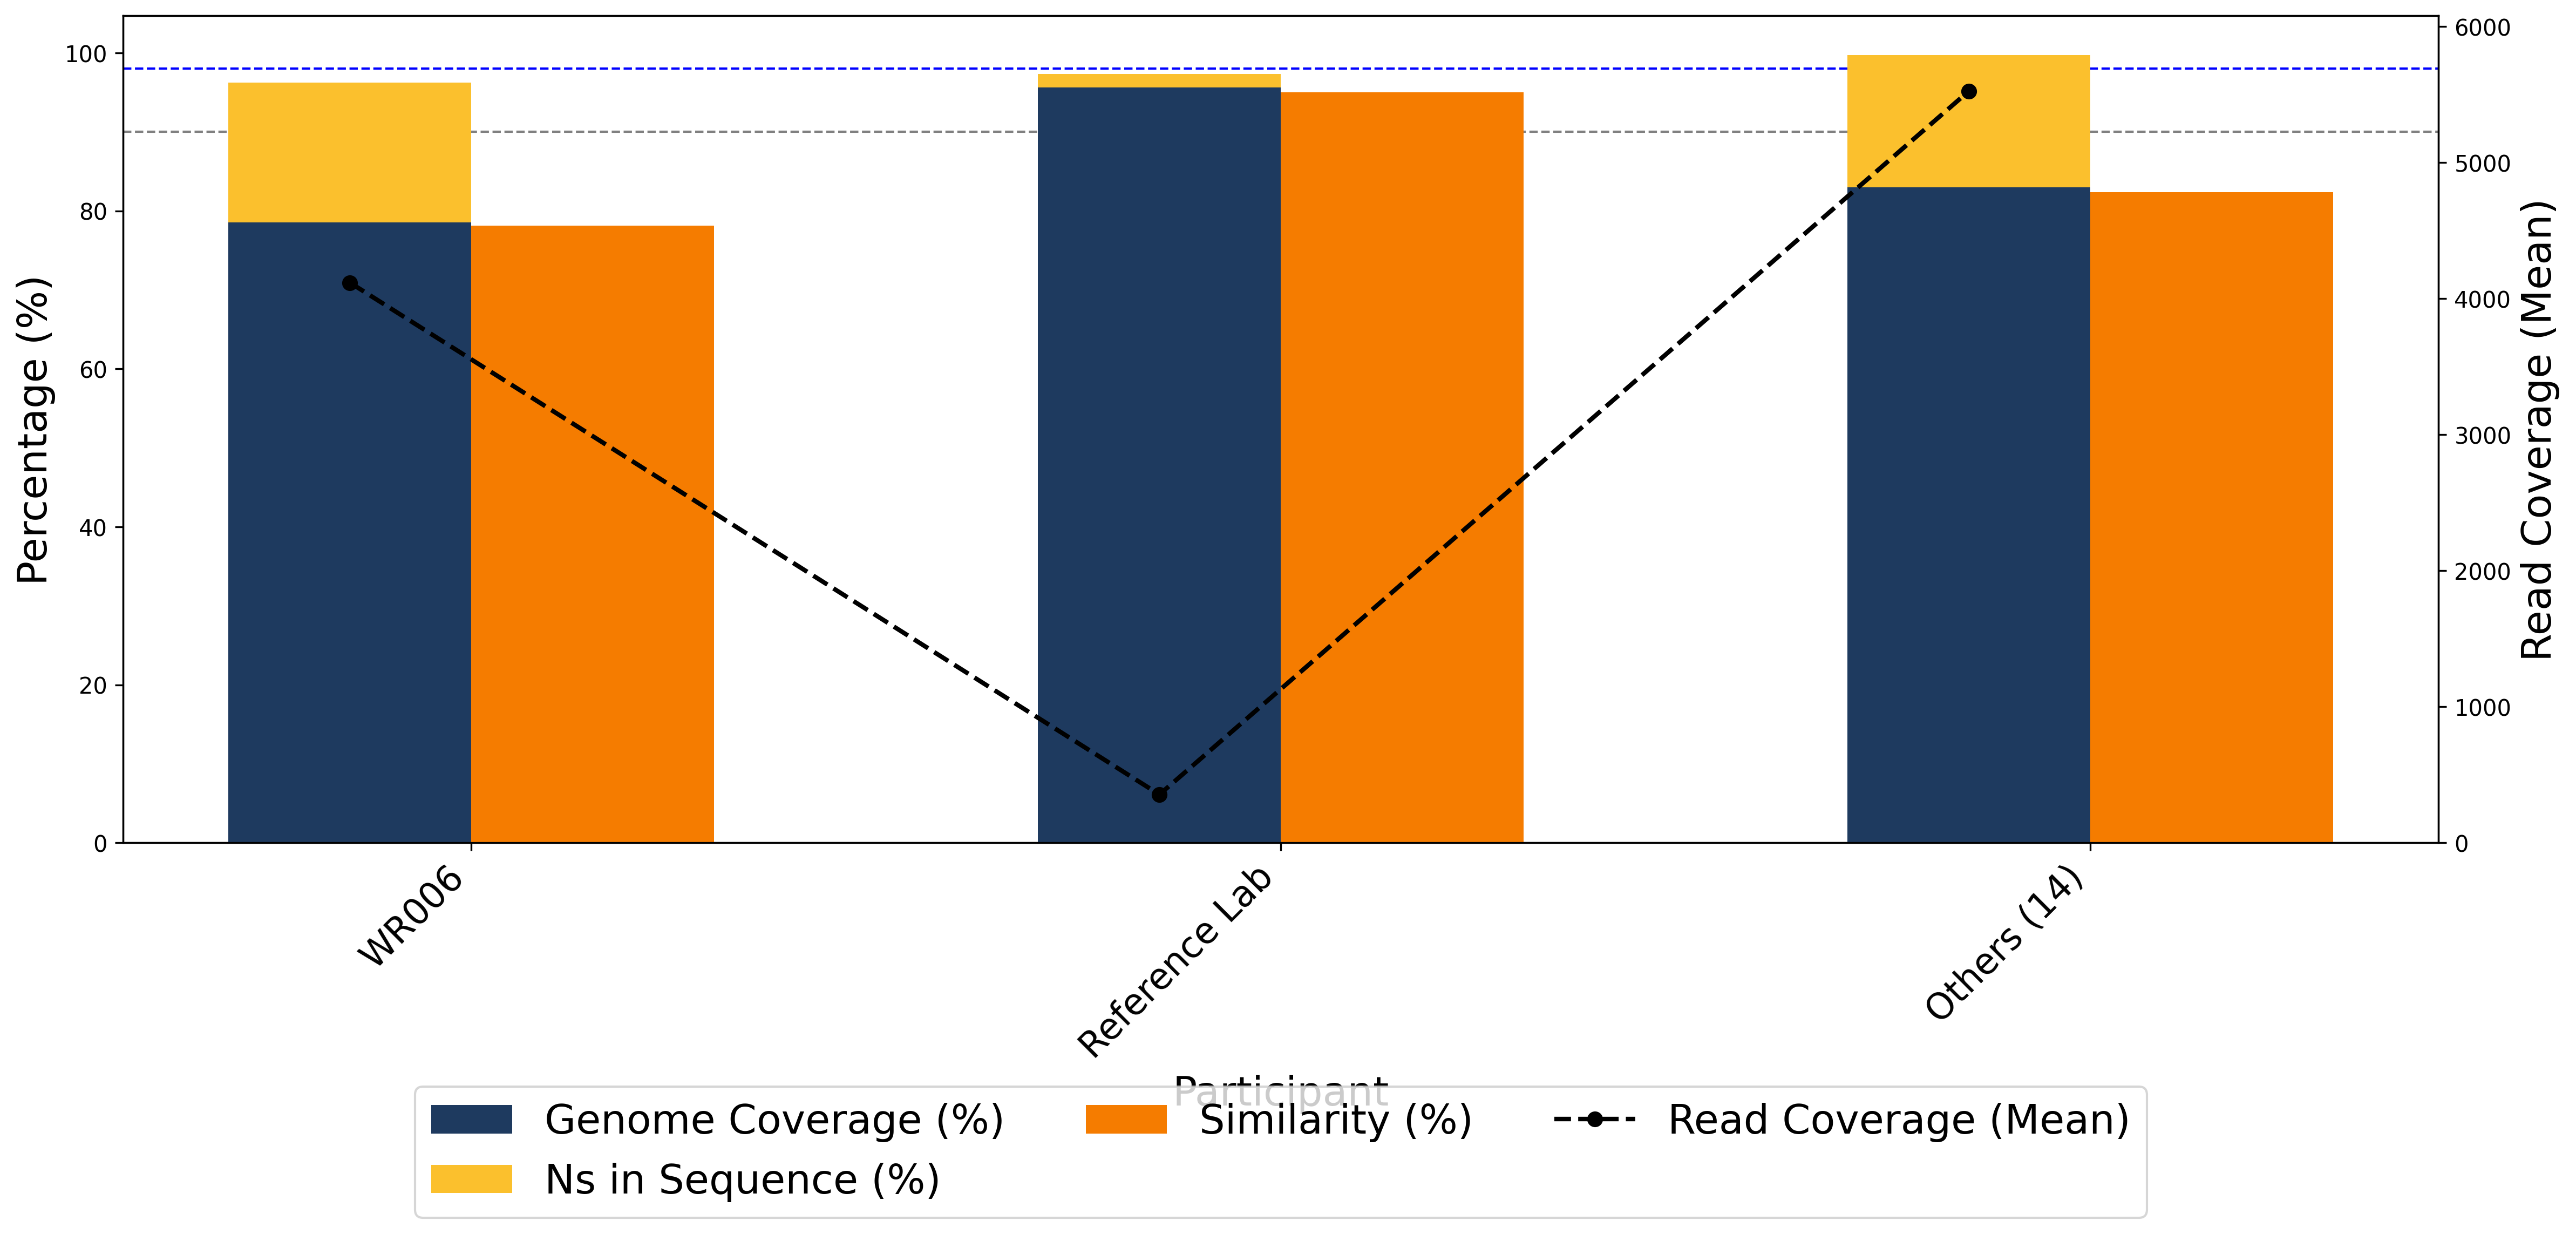 100
80
60
40
20
0
Percentage (%)
6000
5000
4000
3000
2000
1000
0
Read Coverage (Mean)
WR006
Reference Lab
Others (14)
Participant
Genome Coverage (%)
Ns in Sequence (%)
Similarity (%)
Read Coverage (Mean)